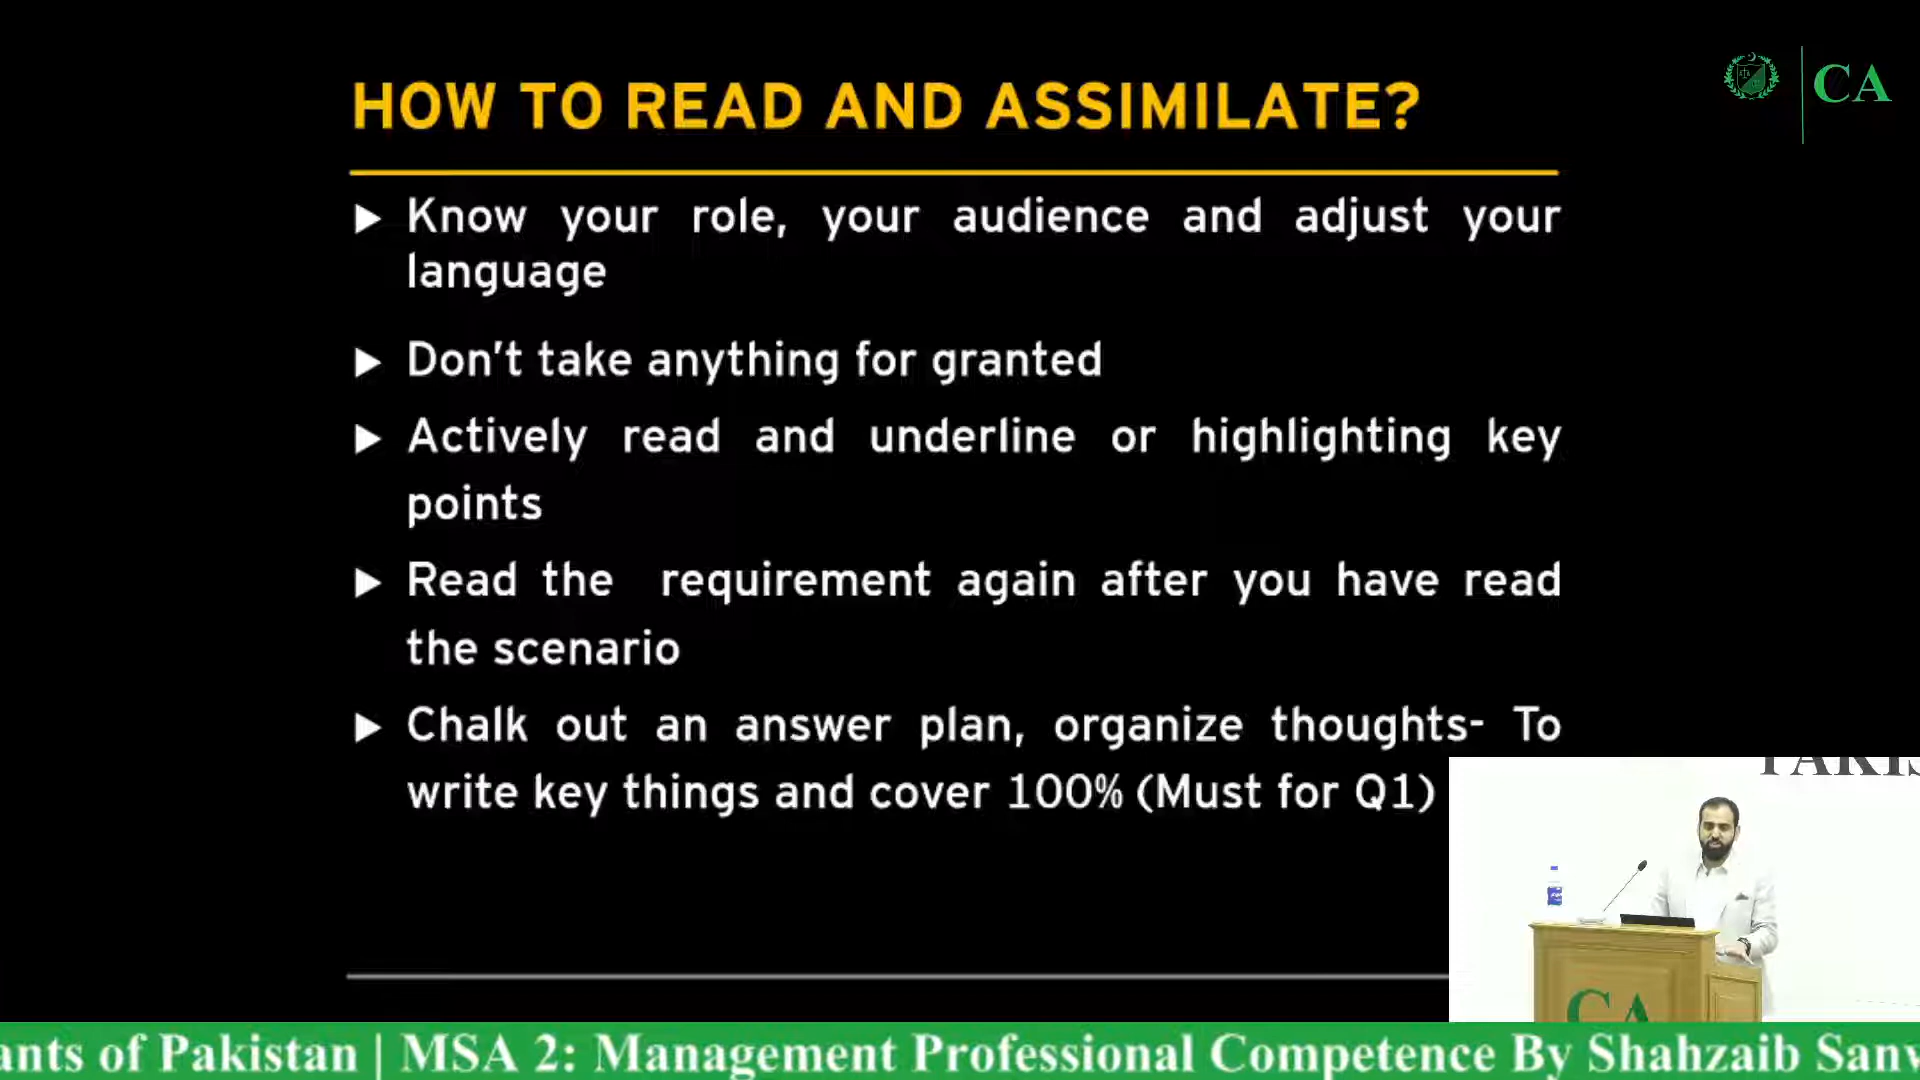 HOW TO READ AND ASSIMILATE?
CA
▶ Know your role, your audience and adjust your
language
▶ Don't take anything for granted
▶ Actively read and underline or highlighting key
points
▶ Read the requirement again after you have read
the scenario
▶ Chalk out an answer plan, organize thoughts- To
write key things and cover 100% (Must for Q1)
CA
of Pakistan | MSA 2: Management Professional Competence By Shahzaib